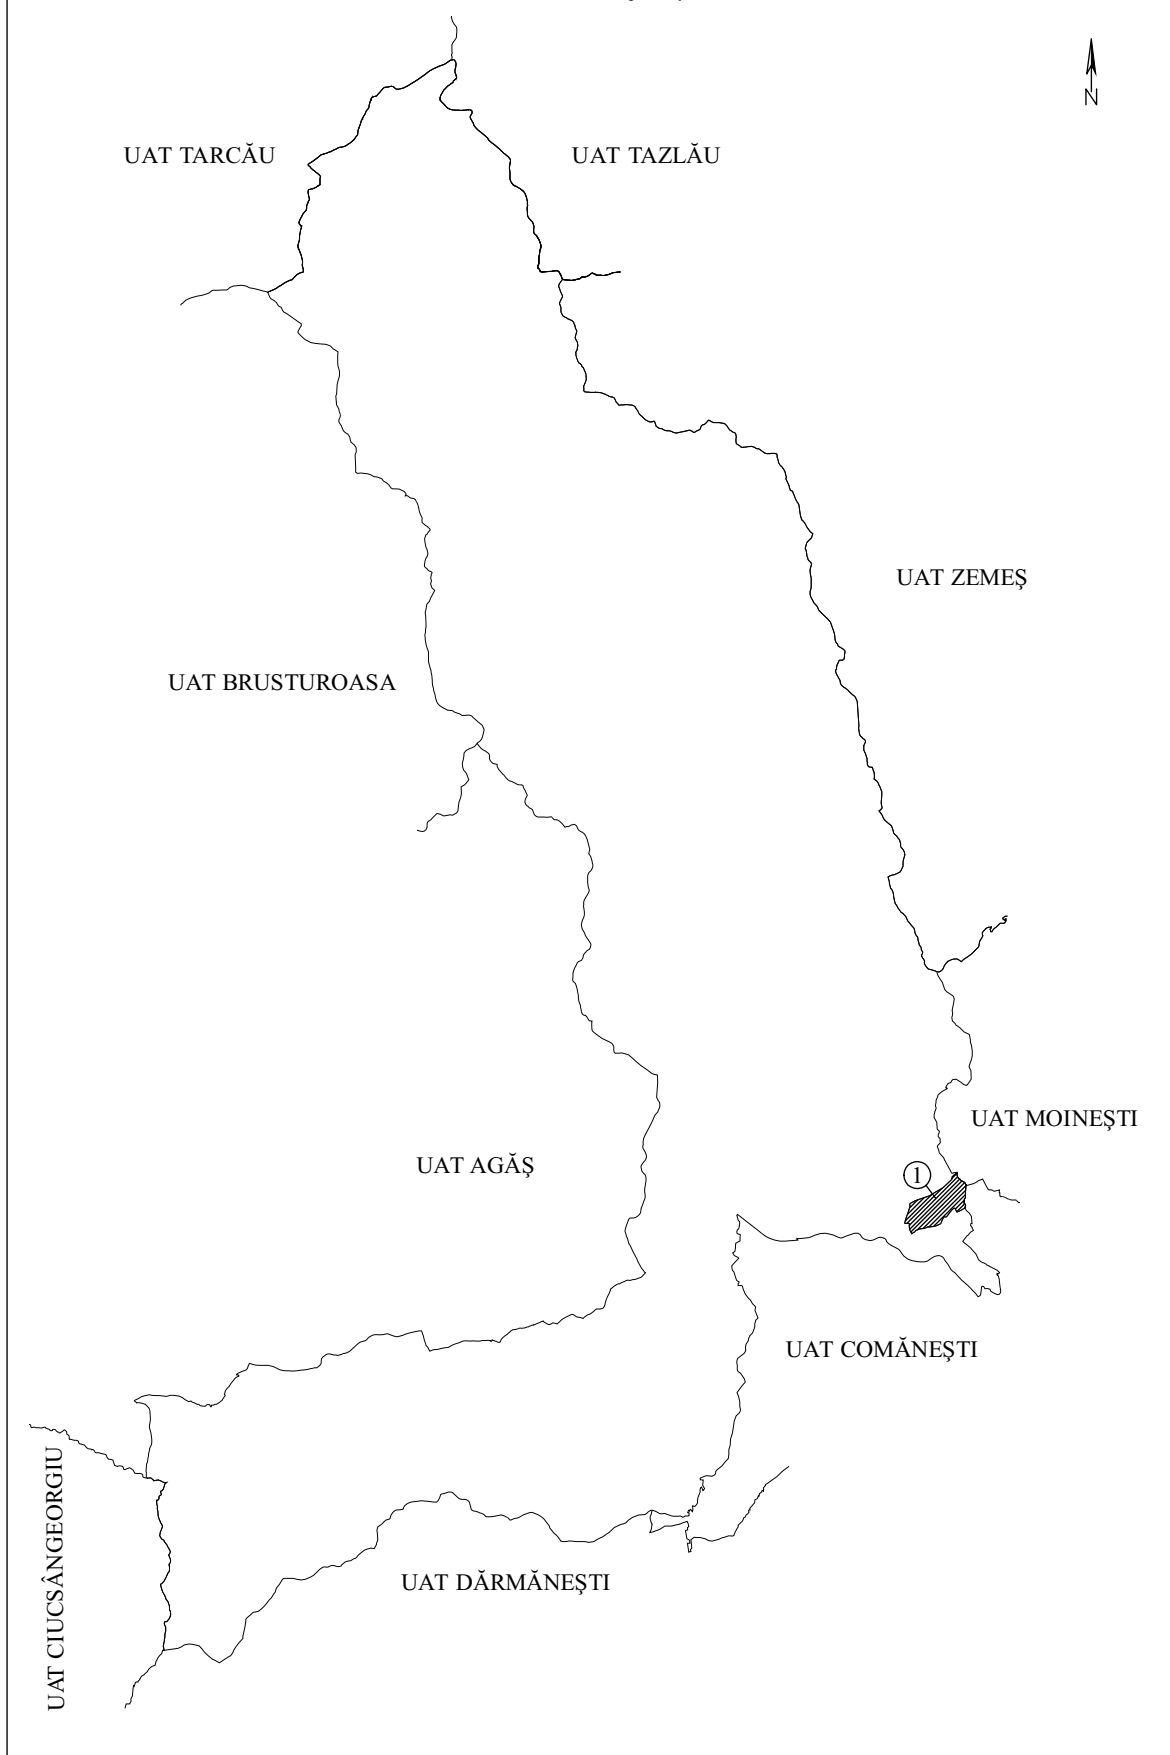 N
UAT TARCĂU
UAT TAZLĂU
UAT ZEMEŞ
UAT BRUSTUROASA
UAT MOINEŞTI
UAT AGĂŞ
1
UAT COMĂNEŞTI
UAT CIUCSÂNGEORGIU
UAT DĂRMĂNEŞTI